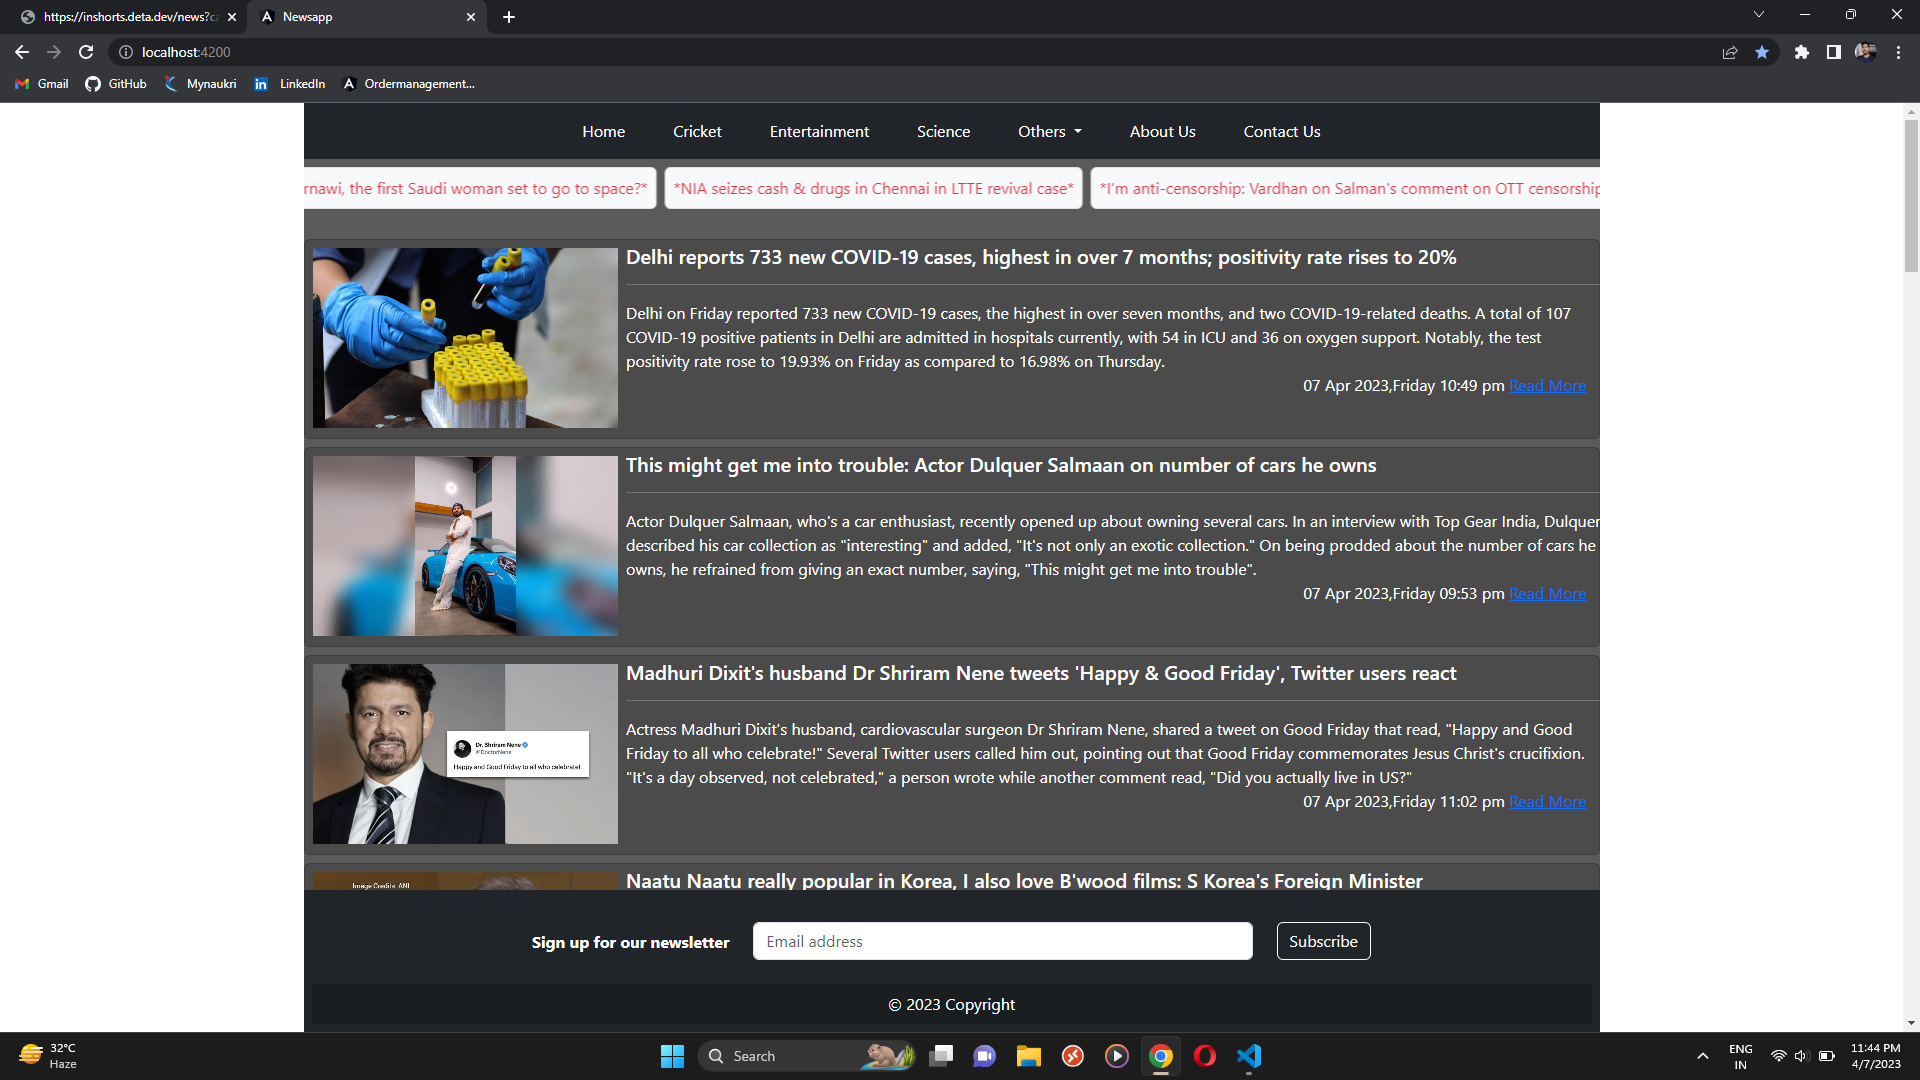 https://inshorts.deta.dev/news?c
Newsapp
localhost:4200
Gmail
GitHub
Mynaukri
LinkedIn
Ordermanagement...
Home
Cricket
Entertainment
Science
Others
About Us
Contact Us
rnawi, the first Saudi woman set to go to space?*
*NIA seizes cash & drugs in Chennai in LTTE revival case*
*I'm anti-censorship: Vardhan on Salman's comment on OTT censorship
Delhi reports 733 new COVID-19 cases, highest in over 7 months; positivity rate rises to 20%
Delhi on Friday reported 733 new COVID-19 cases, the highest in over seven months, and two COVID-19-related deaths. A total of 107
COVID-19 positive patients in Delhi are admitted in hospitals currently, with 54 in ICU and 36 on oxygen support. Notably, the test
positivity rate rose to 19.93% on Friday as compared to 16.98% on Thursday.
07 Apr 2023,Friday 10:49 pm Read More
This might get me into trouble: Actor Dulquer Salmaan on number of cars he owns
Actor Dulquer Salmaan, who's a car enthusiast, recently opened up about owning several cars. In an interview with Top Gear India, Dulquer
described his car collection as "interesting" and added, "It's not only an exotic collection." On being prodded about the number of cars he
owns, he refrained from giving an exact number, saying, "This might get me into trouble".
07 Apr 2023,Friday 09:53 pm Read More
Madhuri Dixit's husband Dr Shriram Nene tweets 'Happy & Good Friday', Twitter users react
Dr. Shriram Nene
@DoctorNene
Happy and Good Friday to all who celebrate!
Actress Madhuri Dixit's husband, cardiovascular surgeon Dr Shriram Nene, shared a tweet on Good Friday that read, "Happy and Good
Friday to all who celebrate!" Several Twitter users called him out, pointing out that Good Friday commemorates Jesus Christ's crucifixion.
"It's a day observed, not celebrated," a person wrote while another comment read, "Did you actually live in US?"
07 Apr 2023,Friday 11:02 pm Read More
Image Credits: ANI
Naatu Naatu really popular in Korea, I also love B'wood films: S Korea's Foreign Minister
Sign up for our newsletter
Email address
Subscribe
© 2023 Copyright
32°C
Haze
Search
ENG
IN
11:44 PM
4/7/2023